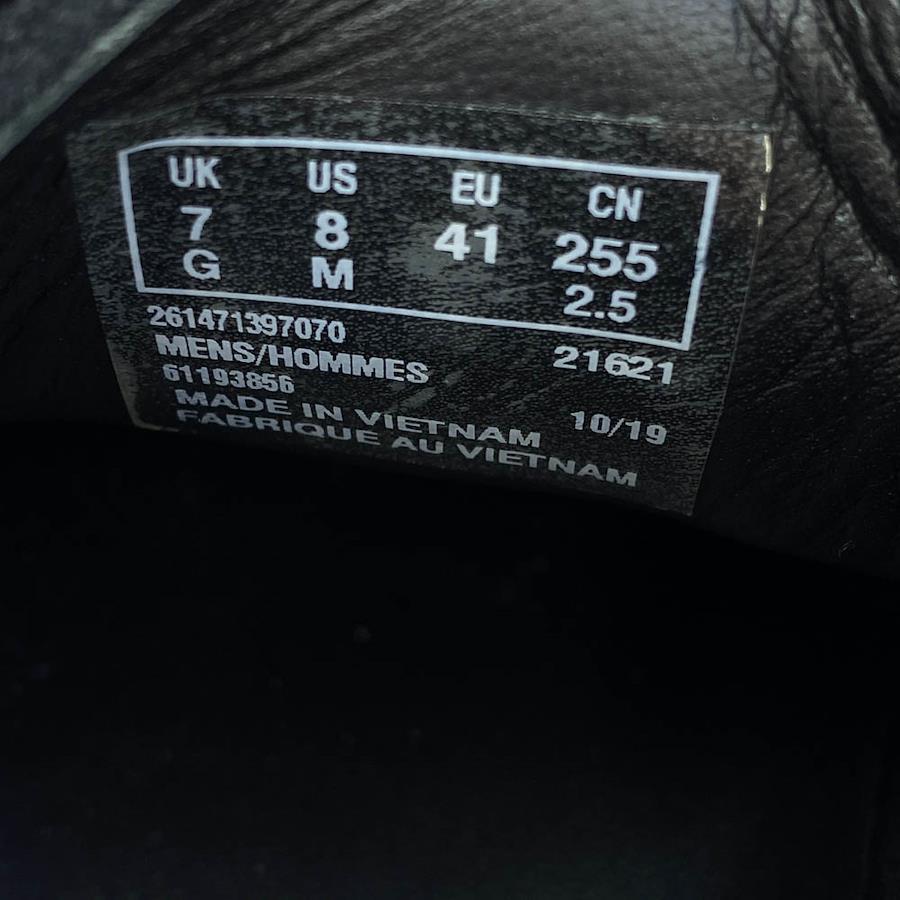 UK US EU CN
7 8 41 255
G M 2.5
261471397070
MENS/HOMMES 21621
61193856
MADE IN VIETNAM 10/19
FABRIQUE AU VIETNAM